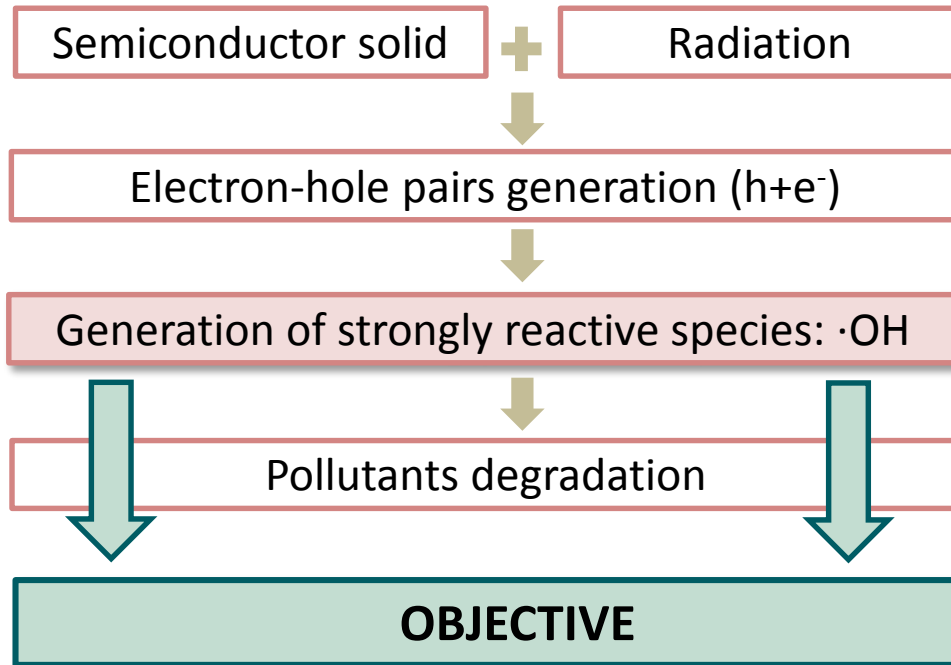 Semiconductor solid + Radiation
Electron-hole pairs generation (h+e⁻)
Generation of strongly reactive species: ·OH
Pollutants degradation
OBJECTIVE